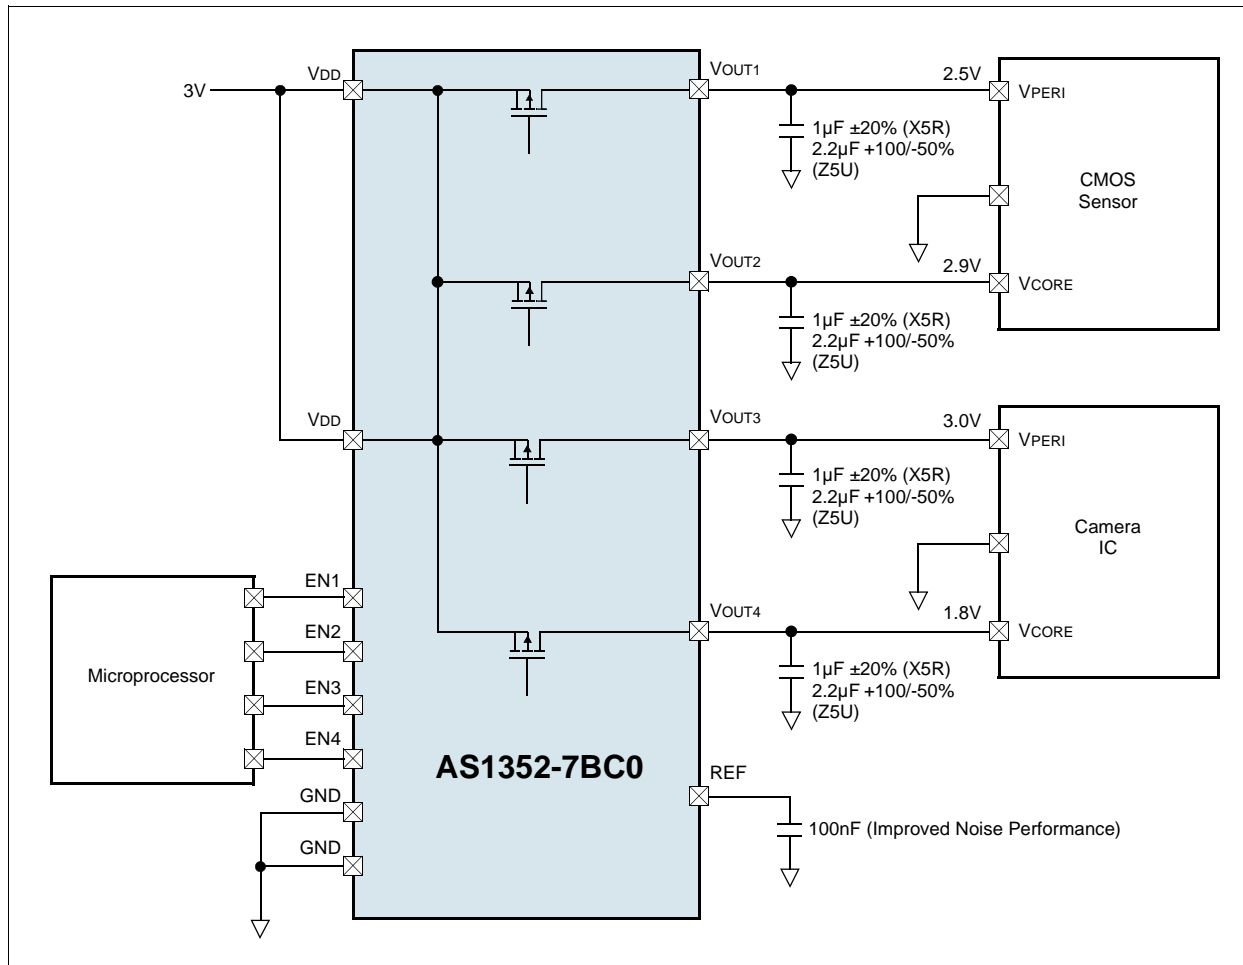 3V
VDD
VOUT1
2.5V
VPERI
1µF ±20% (X5R)
2.2µF +100/-50%
(Z5U)
CMOS
Sensor
VOUT2
2.9V
VCORE
1µF ±20% (X5R)
2.2µF +100/-50%
(Z5U)
VDD
VOUT3
3.0V
VPERI
1µF ±20% (X5R)
2.2µF +100/-50%
(Z5U)
Camera
IC
VOUT4
1.8V
VCORE
1µF ±20% (X5R)
2.2µF +100/-50%
(Z5U)
Microprocessor
EN1
EN2
EN3
EN4
GND
GND
AS1352-7BC0
REF
100nF (Improved Noise Performance)